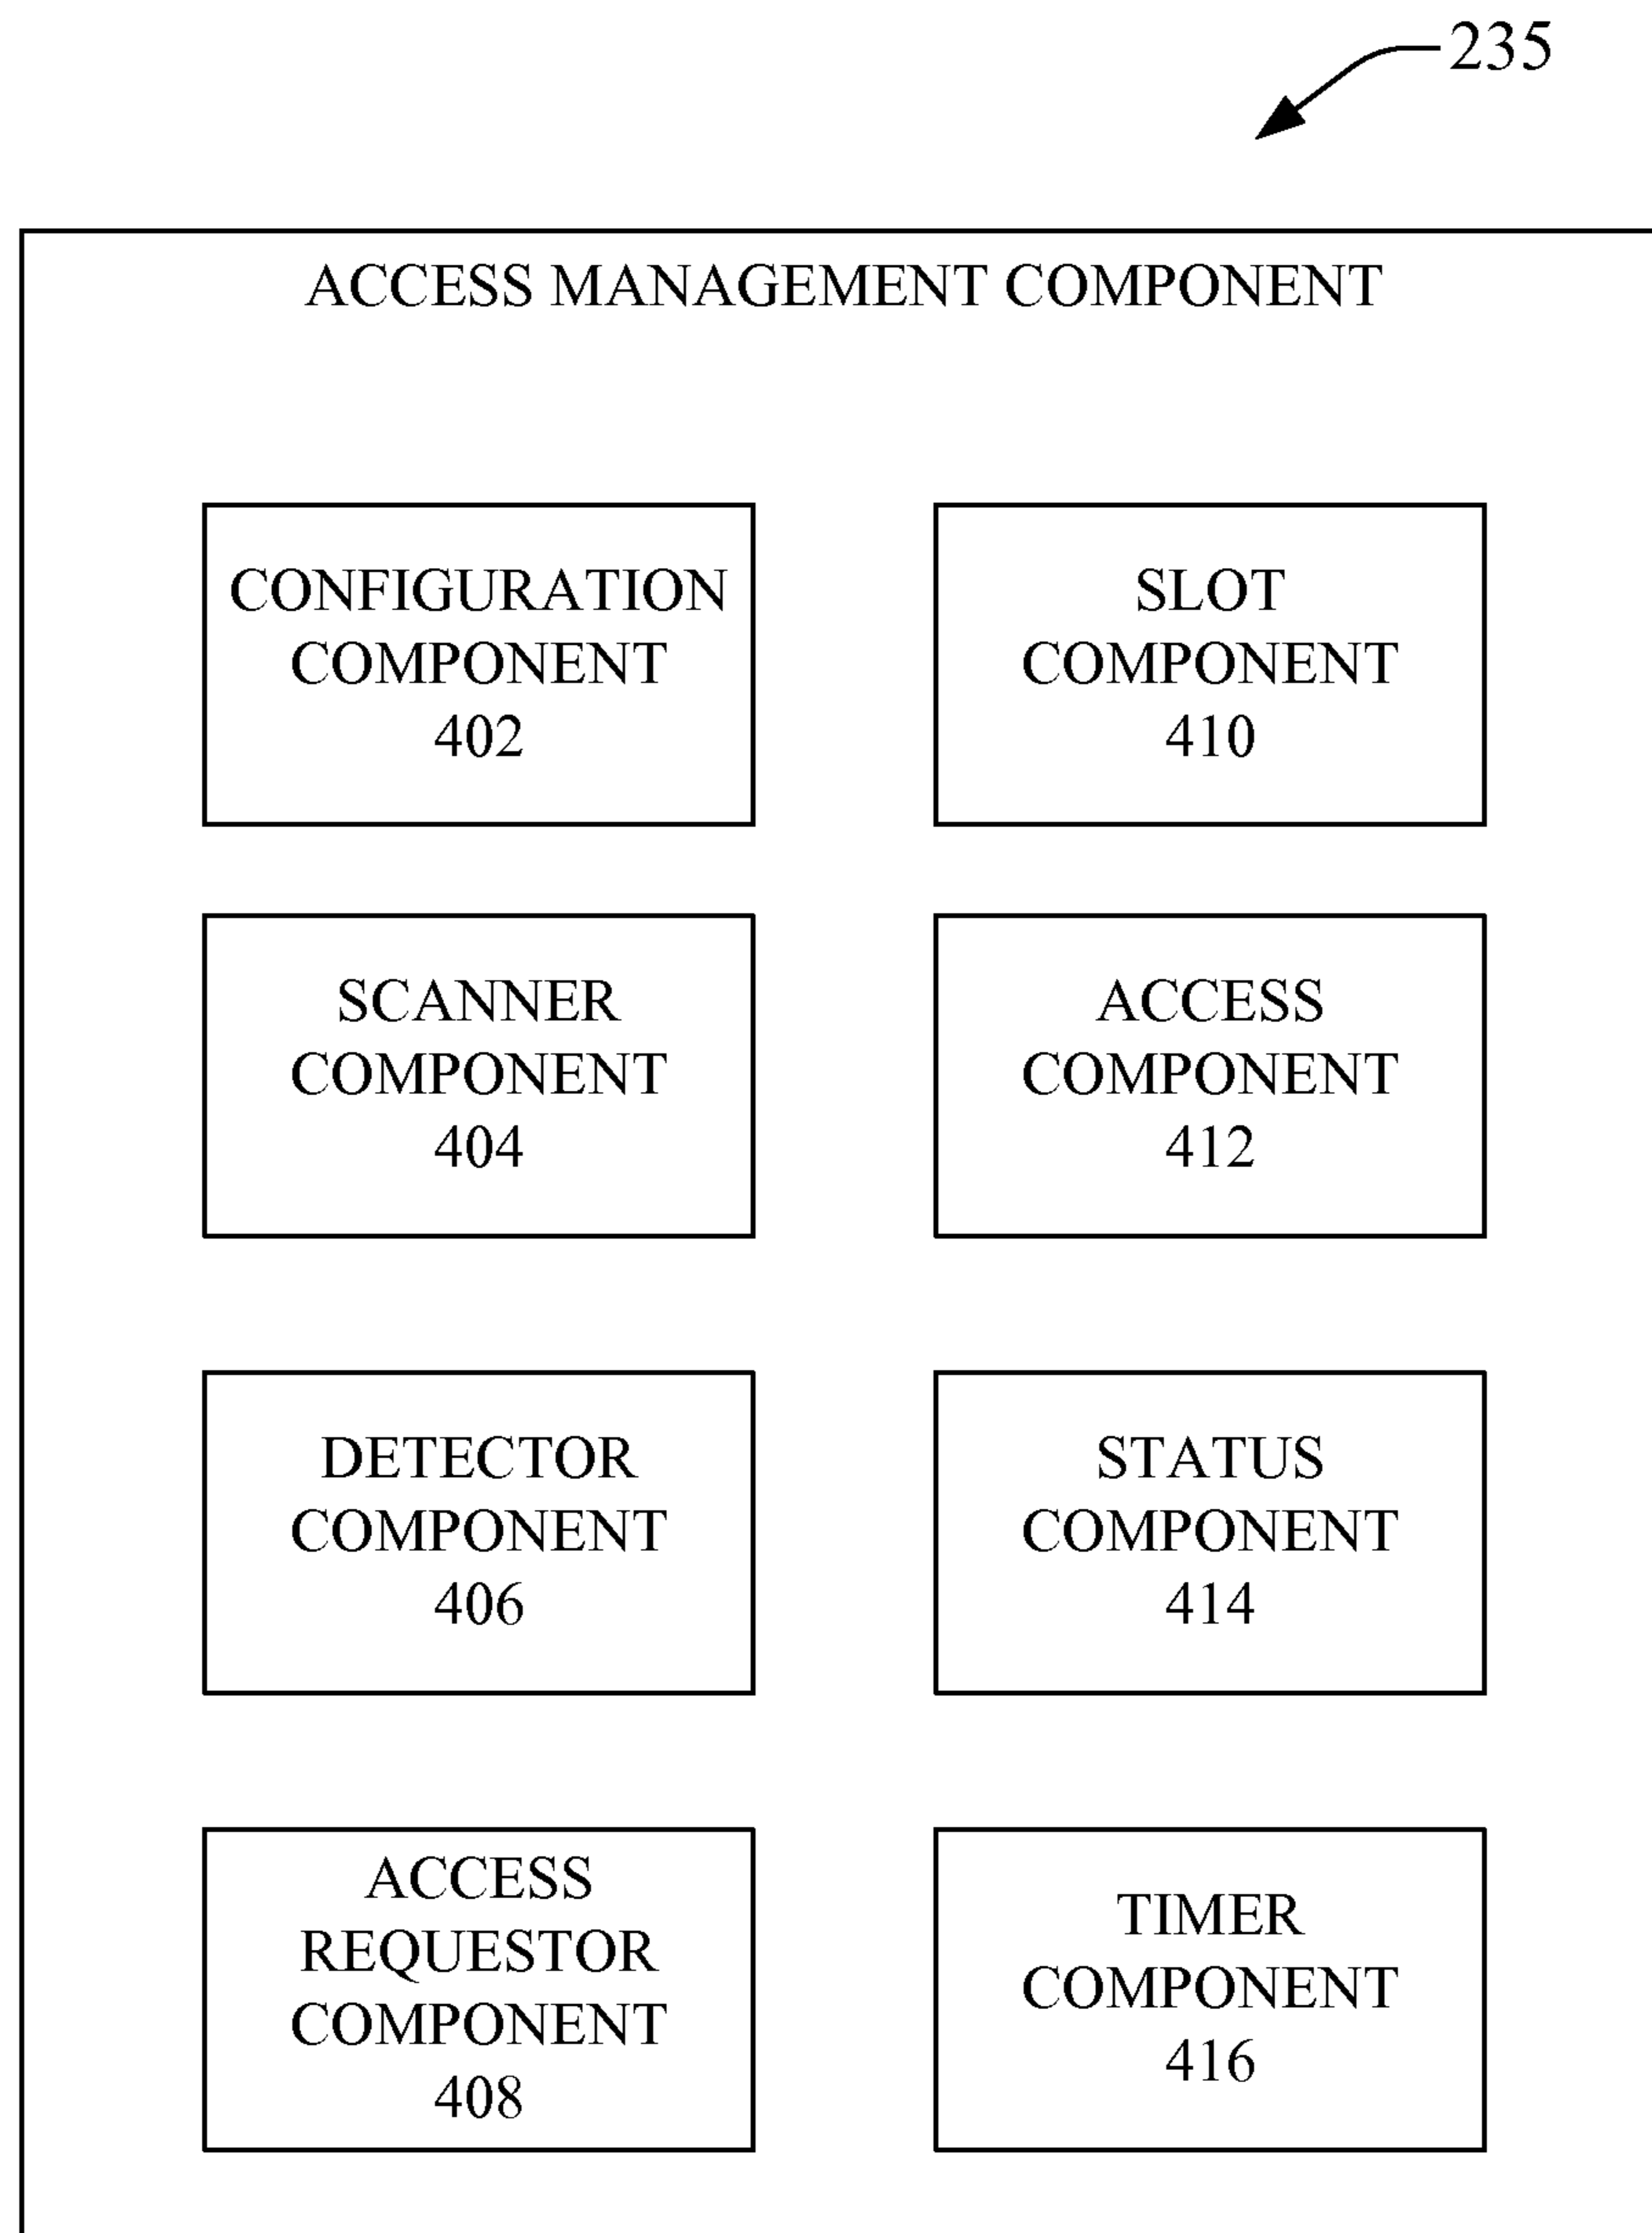 235
ACCESS MANAGEMENT COMPONENT
CONFIGURATION
COMPONENT
402
SLOT
COMPONENT
410
SCANNER
COMPONENT
404
ACCESS
COMPONENT
412
DETECTOR
COMPONENT
406
STATUS
COMPONENT
414
ACCESS
REQUESTOR
COMPONENT
408
TIMER
COMPONENT
416